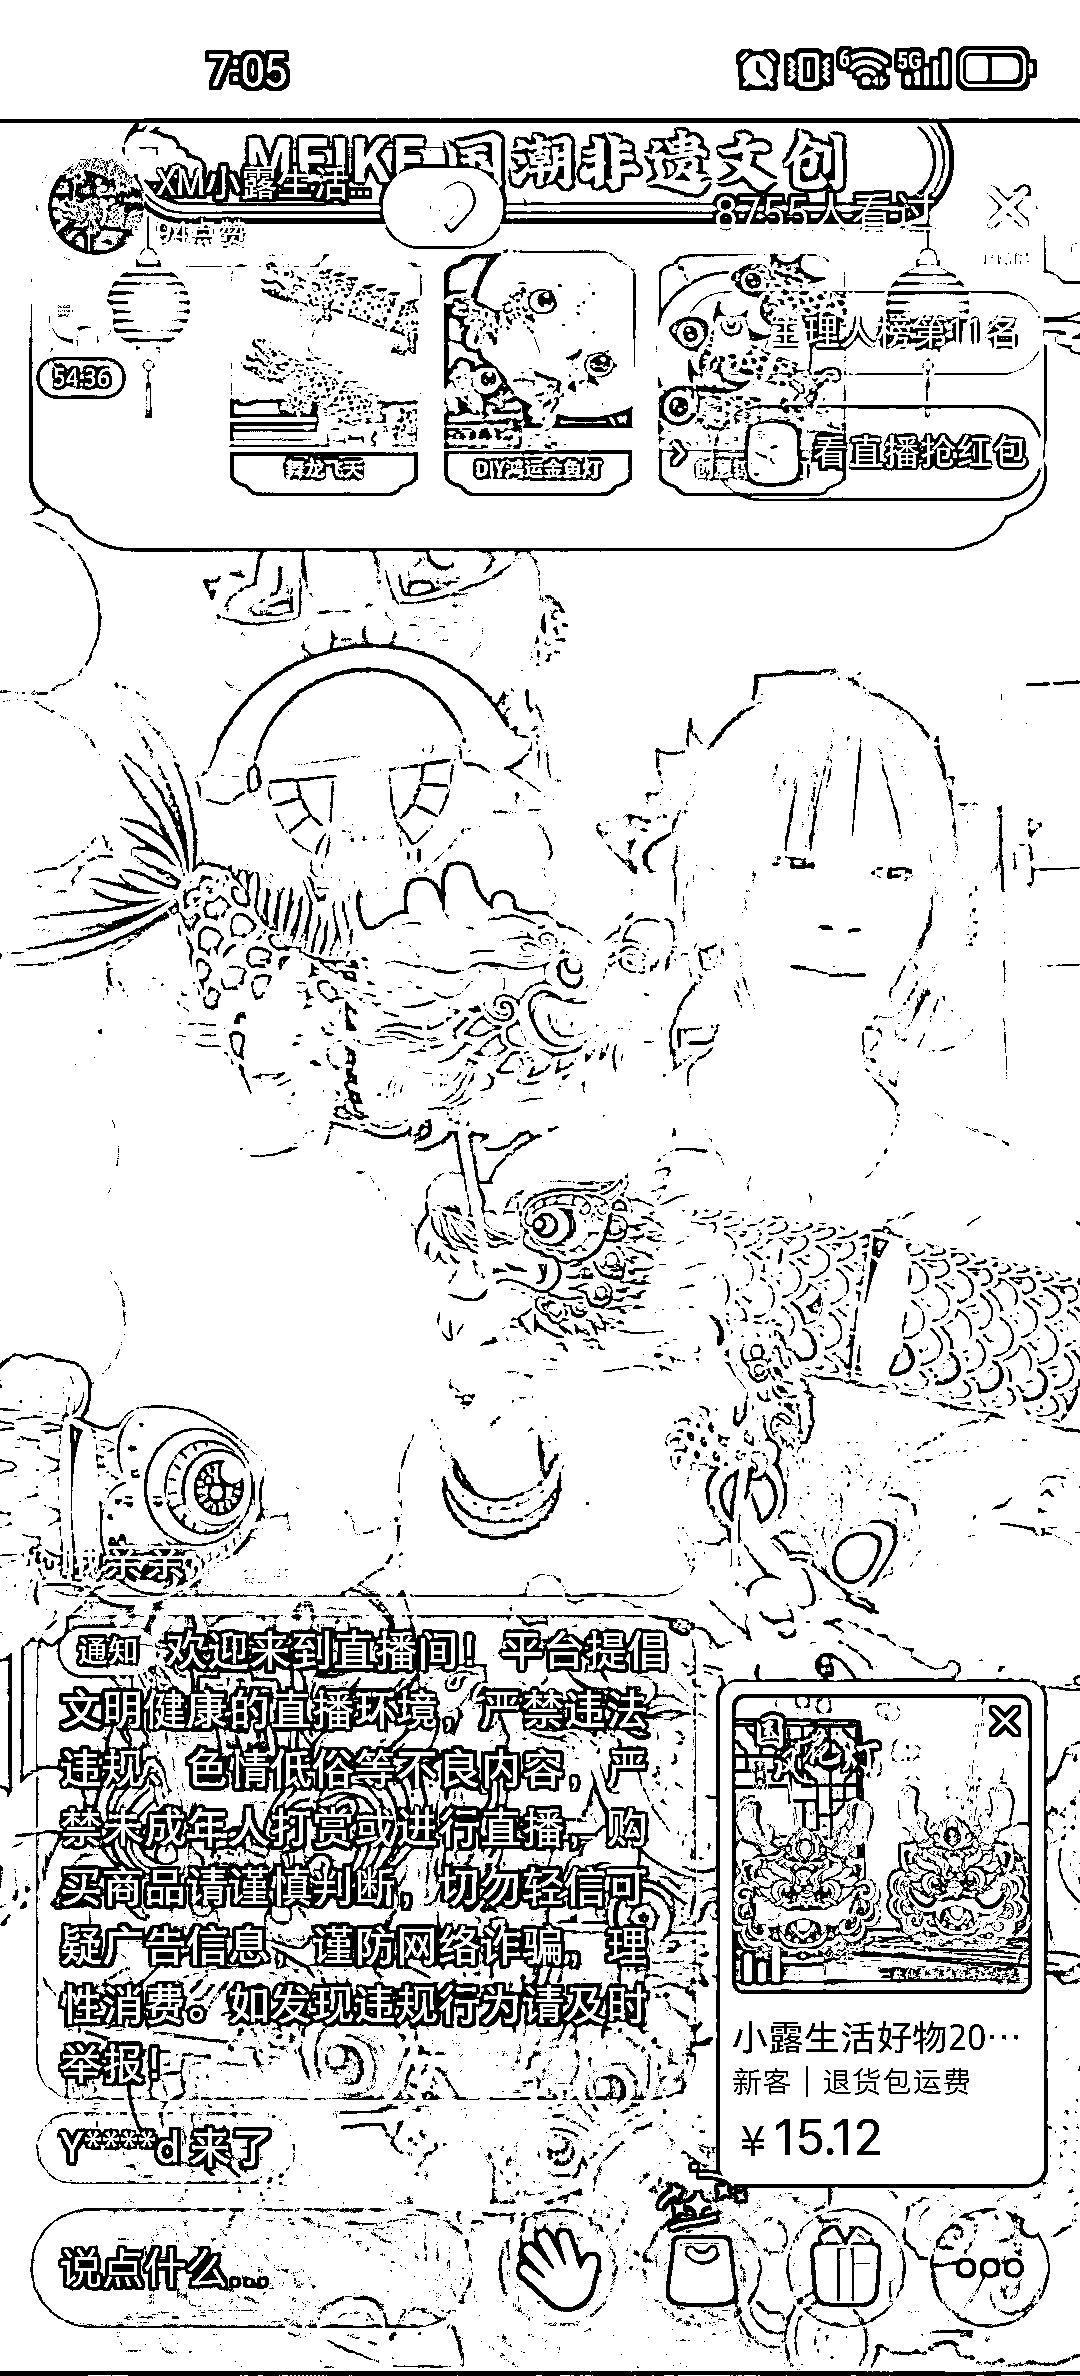 7:05
6
5G
MEIKE 国潮非遗文创
XM小露生活...
94点赞
8755人看过
54:36
理人榜第11名
舞龙飞天
DIY鸿运金鱼灯
看直播抢红包
亲亲
通知 欢迎来到直播间！平台提倡
文明健康的直播环境，严禁违法
违规、色情低俗等不良内容，严
禁未成年人打赏或进行直播，购
买商品请谨慎判断，切勿轻信可
疑广告信息，谨防网络诈骗，理
性消费。如发现违规行为请及时
举报！
小露生活好物20…
新客｜退货包运费
¥15.12
Y****d 来了
说点什么...